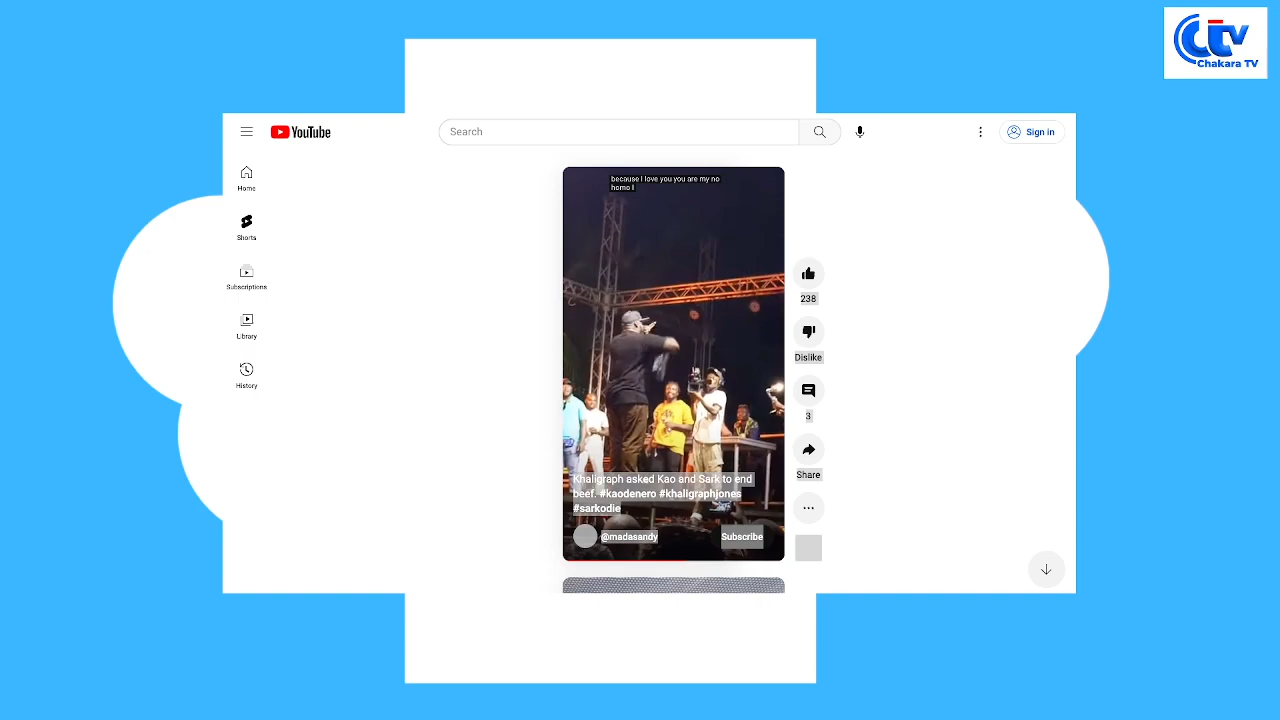 CTV
Chakara TV
YouTube
Search
Sign in
Home
Shorts
Subscriptions
Library
History
because I love you you are my no
homo I
238
Dislike
3
Share
Khaligraph asked Kao and Sark to end
beef. #kaodenero #khaligraphjones
#sarkodie
@madasandy
Subscribe